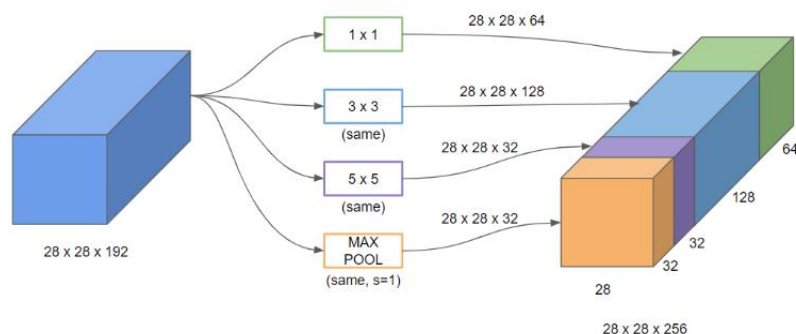 1 x 1
28 x 28 x 64
3 x 3
(same)
28 x 28 x 128
5 x 5
(same)
28 x 28 x 32
MAX
POOL
(same, s=1)
28 x 28 x 32
28 x 28 x 192
64
128
32
32
28
28 x 28 x 256